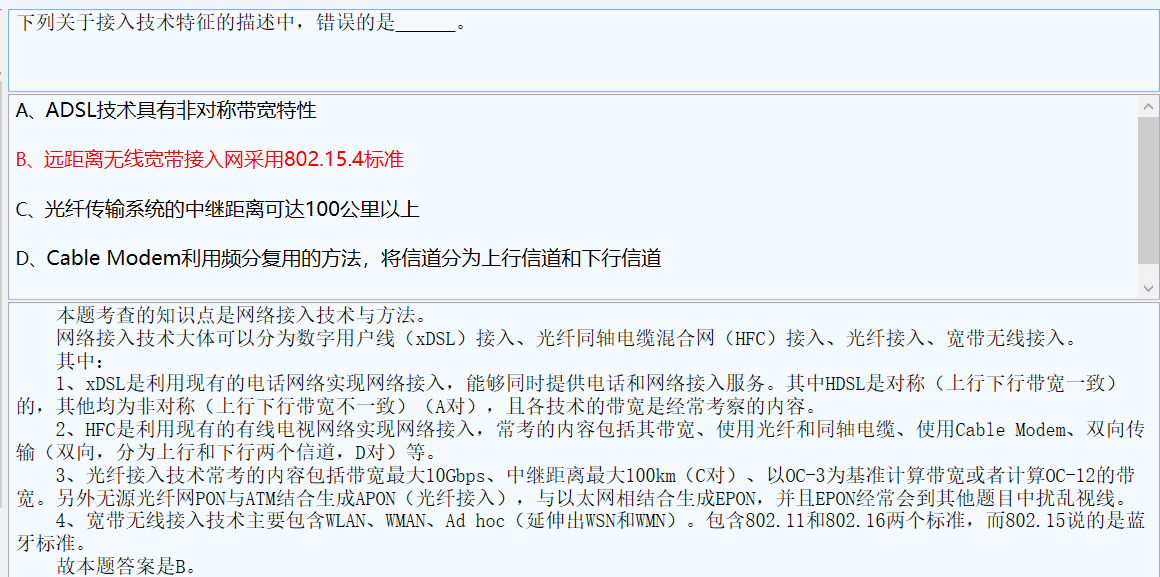 下列关于接入技术特征的描述中，错误的是______。
A、ADSL技术具有非对称带宽特性
B、远距离无线宽带接入网采用802.15.4标准
C、光纤传输系统的中继距离可达100公里以上
D、Cable Modem利用频分复用的方法，将信道分为上行信道和下行信道
本题考查的知识点是网络接入技术与方法。
网络接入技术大体可以分为数字用户线（xDSL）接入、光纤同轴电缆混合网（HFC）接入、光纤接入、宽带无线接入。
其中：
1、xDSL是利用现有的电话网络实现网络接入，能够同时提供电话和网络接入服务。其中HDSL是对称（上行下行带宽一致）
的，其他均为非对称（上行下行带宽不一致）（A对），且各技术的带宽是经常考察的内容。
2、HFC是利用现有的有线电视网络实现网络接入，常考的内容包括其带宽、使用光纤和同轴电缆、使用Cable Modem、双向传
输（双向，分为上行和下行两个信道，D对）等。
3、光纤接入技术常考的内容包括带宽最大10Gbps、中继距离最大100km（C对）、以OC-3为基准计算带宽或者计算OC-12的带
宽。另外无源光纤网PON与ATM结合生成APON（光纤接入），与以太网相结合生成EPON，并且EPON经常会到其他题目中扰乱视线。
4、宽带无线接入技术主要包含WLAN、WMAN、Ad hoc（延伸出WSN和WMN）。包含802.11和802.16两个标准，而802.15说的是蓝
牙标准。
故本题答案是B。